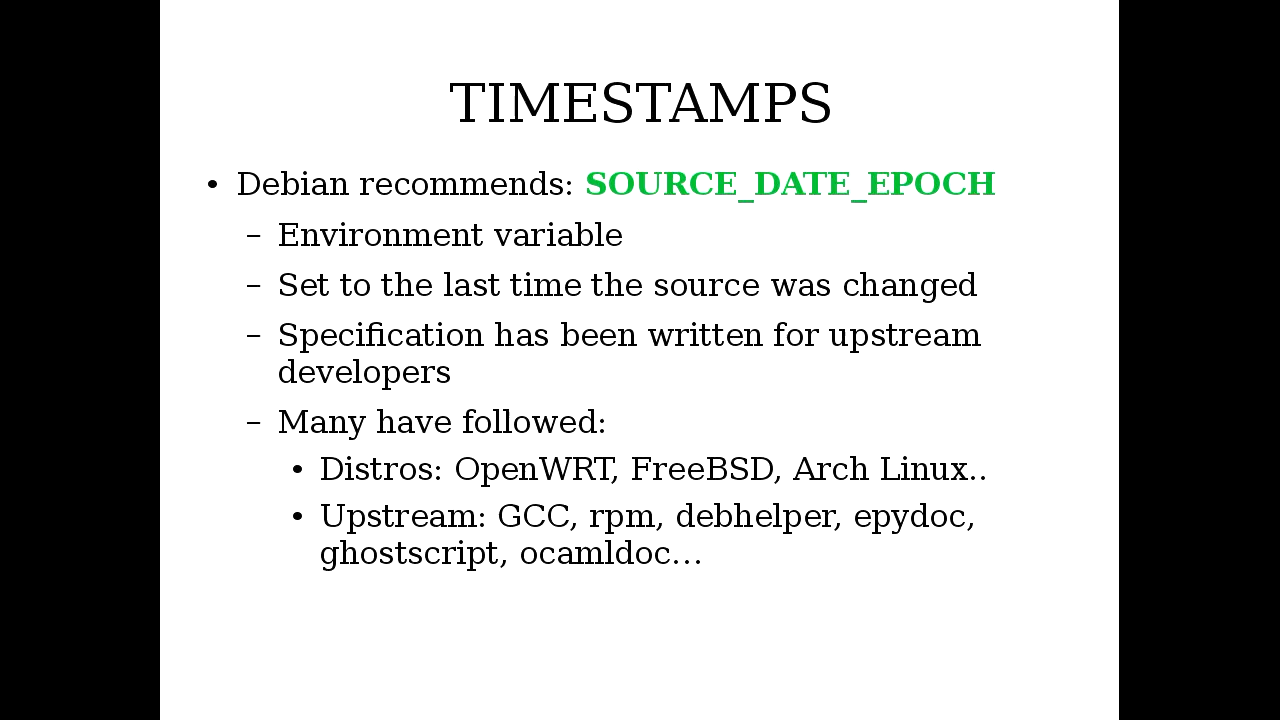 TIMESTAMPS
• Debian recommends: SOURCE_DATE_EPOCH
– Environment variable
– Set to the last time the source was changed
– Specification has been written for upstream
developers
– Many have followed:
• Distros: OpenWRT, FreeBSD, Arch Linux..
• Upstream: GCC, rpm, debhelper, epydoc,
ghostscript, ocamldoc…